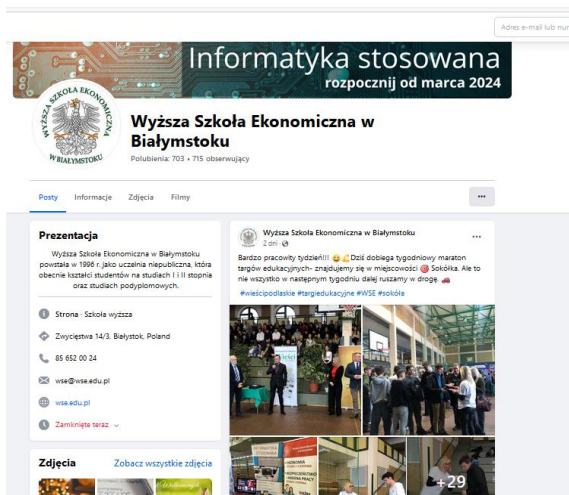 Adres e-mail lub num
Informatyka stosowana
rozpocznij od marca 2024
WYŻSZA SZKOŁA EKONOMICZNA
W BIAŁYMSTOKU
Wyższa Szkoła Ekonomiczna w
Białymstoku
Polubienia: 703 • 715 obserwujący
Posty Informacje Zdjęcia Filmy
Prezentacja
Wyższa Szkoła Ekonomiczna w Białymstoku
powstała w 1996 r. jako uczelnia niepubliczna, która
obecnie kształci studentów na studiach I i II stopnia
oraz studiach podyplomowych.
Strona · Szkoła wyższa
Zwycięstwa 14/3, Białystok, Poland
85 652 00 24
wse@wse.edu.pl
wse.edu.pl
Zamknięte teraz
Zdjęcia Zobacz wszystkie zdjęcia
Wyższa Szkoła Ekonomiczna w Białymstoku
2 dni ·
Bardzo pracowity tydzień!!! Dziś dobiega tygodniowy maraton
targów edukacyjnych- znajdujemy się w miejscowości Sokółka. Ale to
nie wszystko w następnym tygodniu dalej ruszamy w drogę.
#wieścipodlaskie #targiedukacyjne #WSE #sokóła
+29